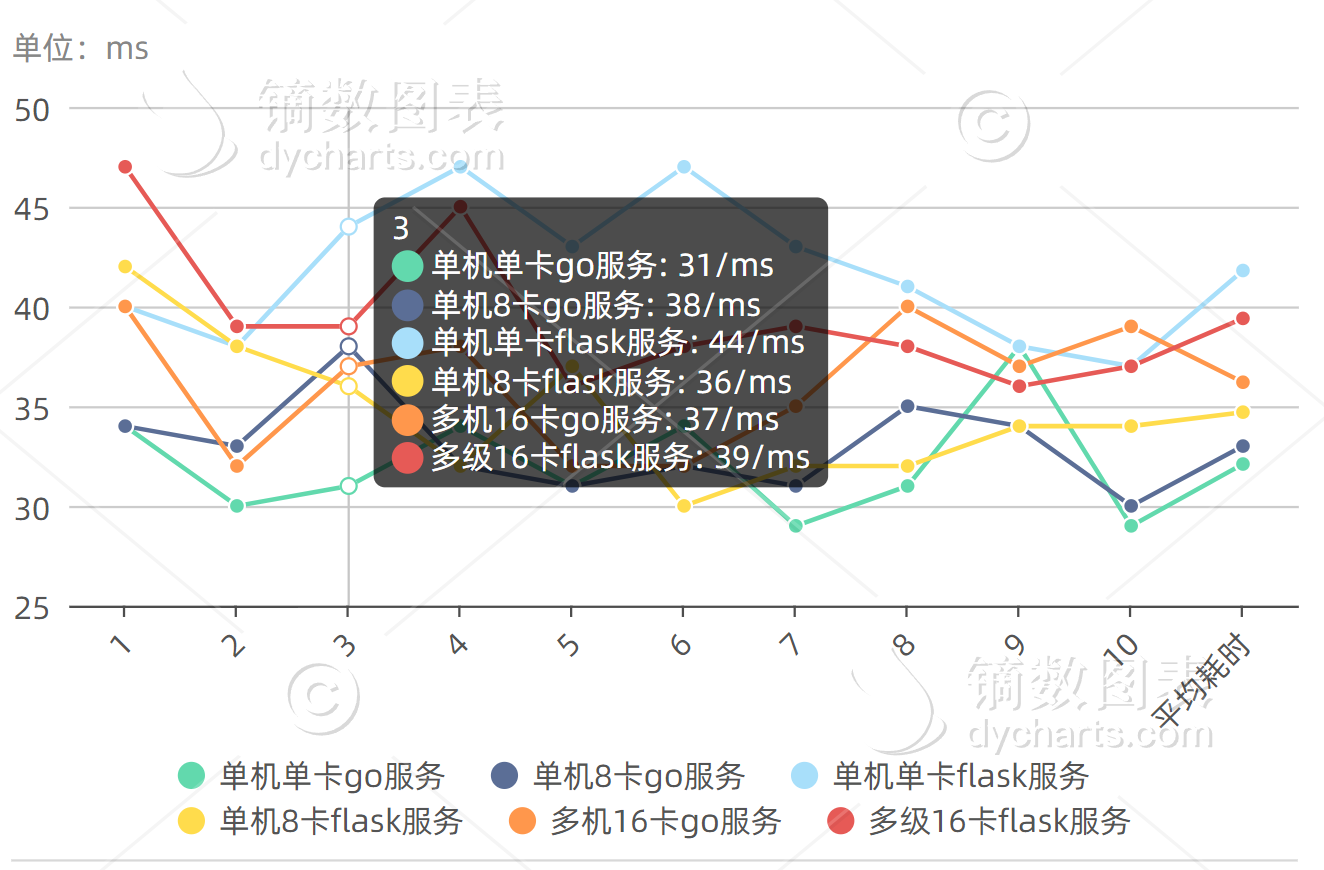 单位：ms
镝数图表
dycharts.com
©
50
45
40
35
30
25
3
单机单卡go服务: 31/ms
单机8卡go服务: 38/ms
单机单卡flask服务: 44/ms
单机8卡flask服务: 36/ms
多机16卡go服务: 37/ms
多级16卡flask服务: 39/ms
1 2 3 4 5 6 7 8 9 10 平均耗时
©
镝数图表
dycharts.com
单机单卡go服务 单机8卡go服务 单机单卡flask服务
单机8卡flask服务 多机16卡go服务 多级16卡flask服务